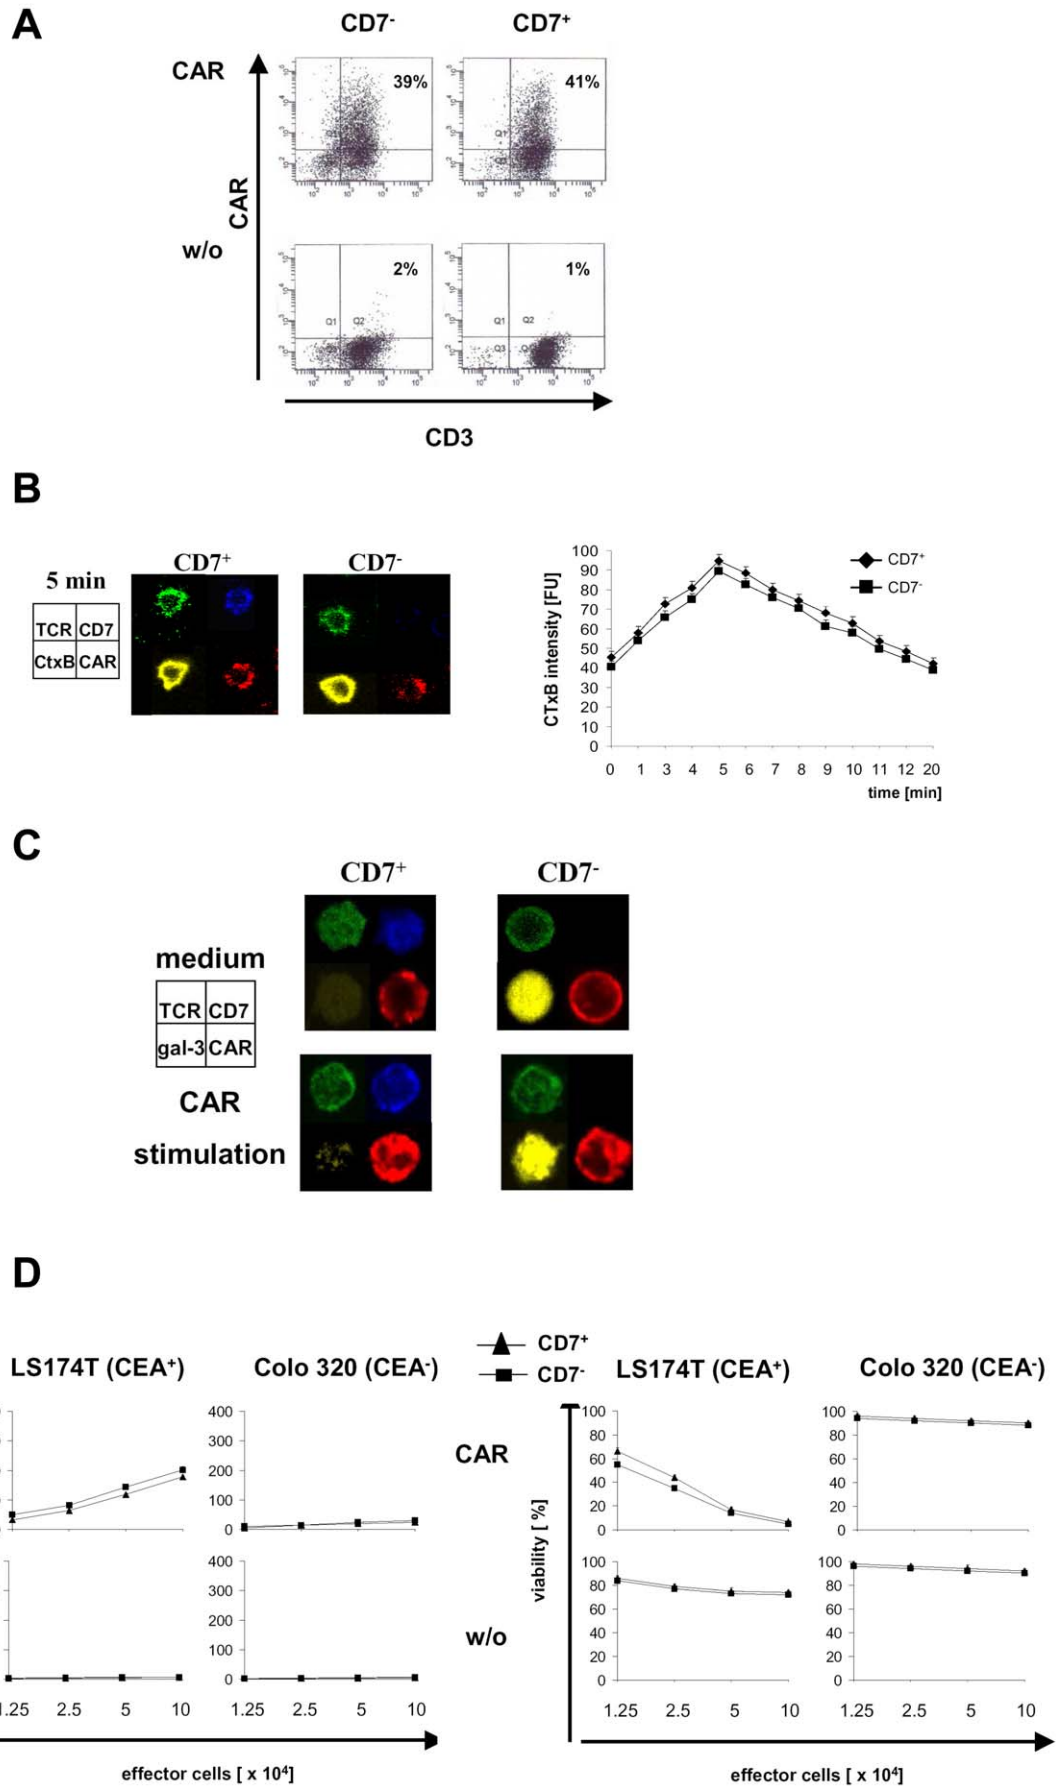 A
CD7- CD7+
CAR
39% 41%
CAR
w/o
2% 1%
Q1 Q2 Q1 Q2
Q3 Q3
CD3
B
CD7+ CD7-
5 min
TCR CD7
CtxB CAR
CTxB intensity [FU]
100
90
80
70
60
50
40
30
20
10
0
0 1 3 4 5 6 7 8 9 10 11 12 20
time [min]
CD7+
CD7-
C
CD7+ CD7-
medium
TCR CD7
gal-3 CAR
CAR
stimulation
D
CD7+
CD7-
LS174T (CEA+) Colo 320 (CEA-) LS174T (CEA+) Colo 320 (CEA-)
400
300
200
100
0
CAR
100 100
80 80
60 60
40 40
20 20
0 0
viability [ %]
400
300
200
100
0
w/o
100 100
80 80
60 60
40 40
20 20
0 0
1.25 2.5 5 10 1.25 2.5 5 10 1.25 2.5 5 10 1.25 2.5 5 10
effector cells [ x 104] effector cells [ x 104]